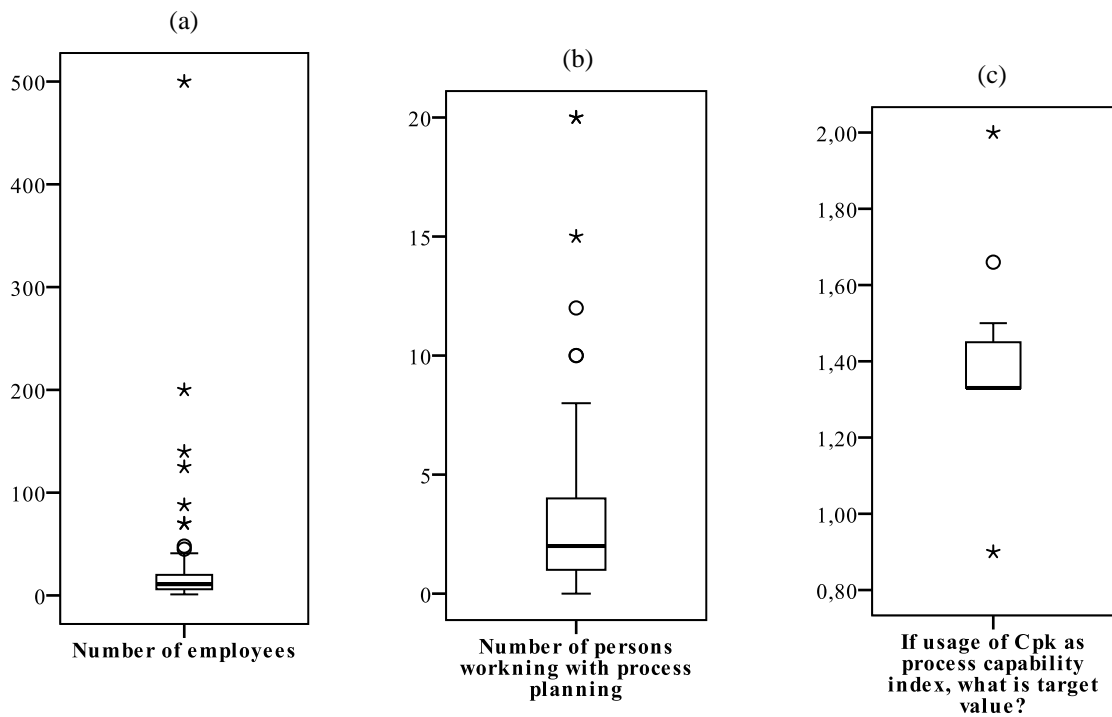 (a)
500
400
300
200
100
0
Number of employees
(b)
20
15
10
5
0
Number of persons
workning with process
planning
(c)
2,00
1,80
1,60
1,40
1,20
1,00
0,80
If usage of Cpk as
process capability
index, what is target
value?